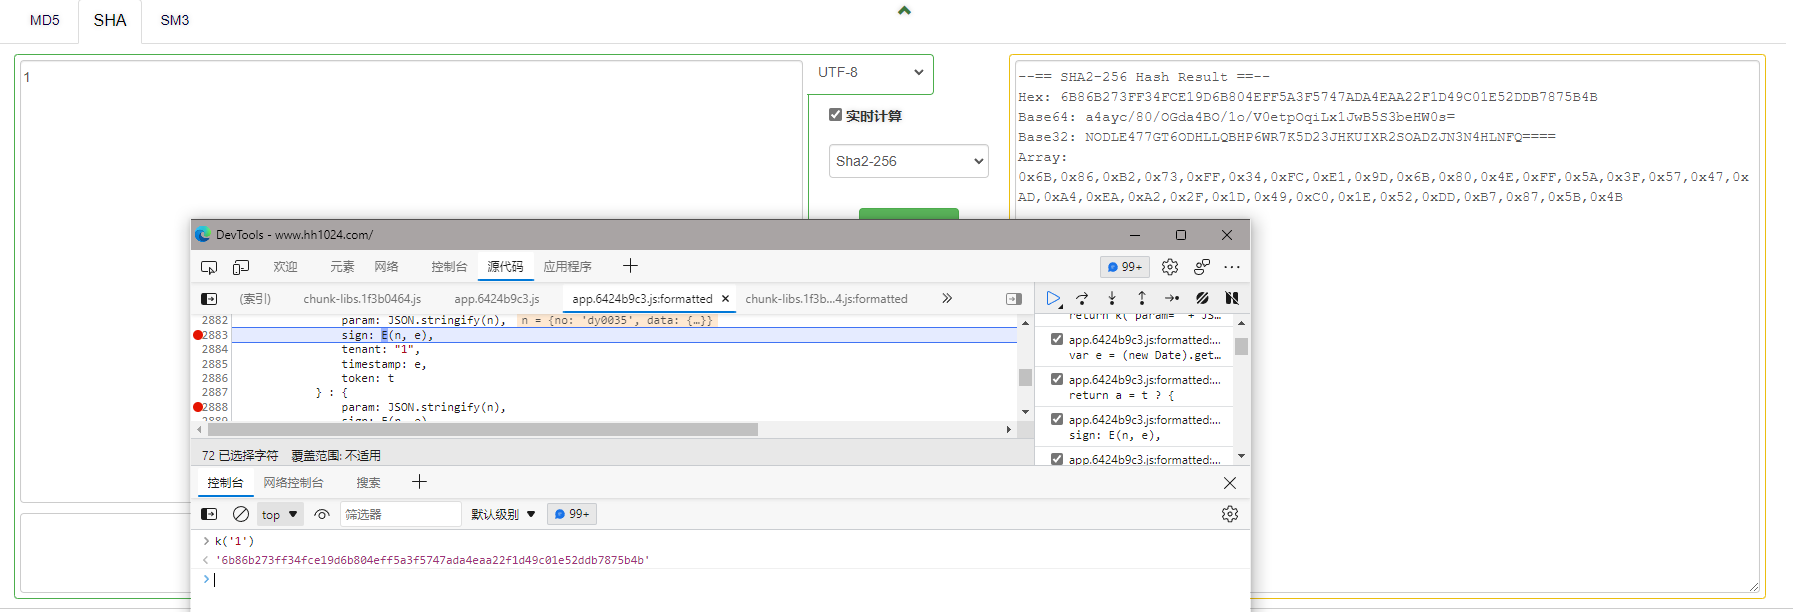 MD5 SHA SM3
1
UTF-8
实时计算
Sha2-256
--== SHA2-256 Hash Result ==--
Hex: 6B86B273FF34FCE19D6B804EFF5A3F5747ADA4EAA22F1D49C01E52DDB7875B4B
Base64: a4ayc/80/OGda4BO/1o/V0etpOqiLx1JwB5S3beHW0s=
Base32: NODLE477GT6ODHLLQBHP6WR7K5D23JHKUIXR2SOADZJN3N4HLNFQ====
Array:
0x6B,0x86,0xB2,0x73,0xFF,0x34,0xFC,0xE1,0x9D,0x6B,0x80,0x4E,0xFF,0x5A,0x3F,0x57,0x47,0x
AD,0xA4,0xEA,0xA2,0x2F,0x1D,0x49,0xC0,0x1E,0x52,0xDD,0xB7,0x87,0x5B,0x4B
DevTools - www.hh1024.com/
欢迎 元素 网络 控制台 源代码 应用程序 99+
(索引) chunk-libs.1f3b0464.js app.6424b9c3.js app.6424b9c3.js:formatted chunk-libs.1f3b...4.js:formatted
2882 param: JSON.stringify(n), n = {no: 'dy0035', data: {…}}
2883 sign: E(n, e),
2884 tenant: "1",
2885 timestamp: e,
2886 token: t
2887 } : {
2888 param: JSON.stringify(n),
2889 sign: E(n, e)
72 已选择字符 覆盖范围: 不适用
return k("param=" + JS…
app.6424b9c3.js:formatted:...
var e = (new Date).get…
app.6424b9c3.js:formatted:...
return a = t ? {
app.6424b9c3.js:formatted:...
sign: E(n, e),
app.6424b9c3.js:formatted:...
控制台 网络控制台 搜索
top 筛选器 默认级别 99+
k('1')
'6b86b273ff34fce19d6b804eff5a3f5747ada4eaa22f1d49c01e52ddb7875b4b'